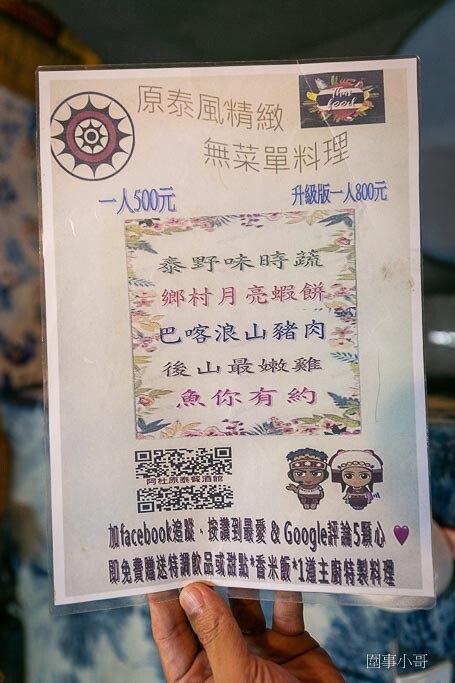 原泰風精緻
Thai
food
無菜單料理
一人500元
升級版一人800元
泰野味時蔬
鄉村月亮蝦餅
巴喀浪山豬肉
後山最嫩雞
魚你有約
阿杜原泰餐酒館
加facebook追蹤、按讚到最愛 & Google評論5顆心
即免費贈送特調飲品或甜點*香米飯*1道主廚特製料理
囼事小哥